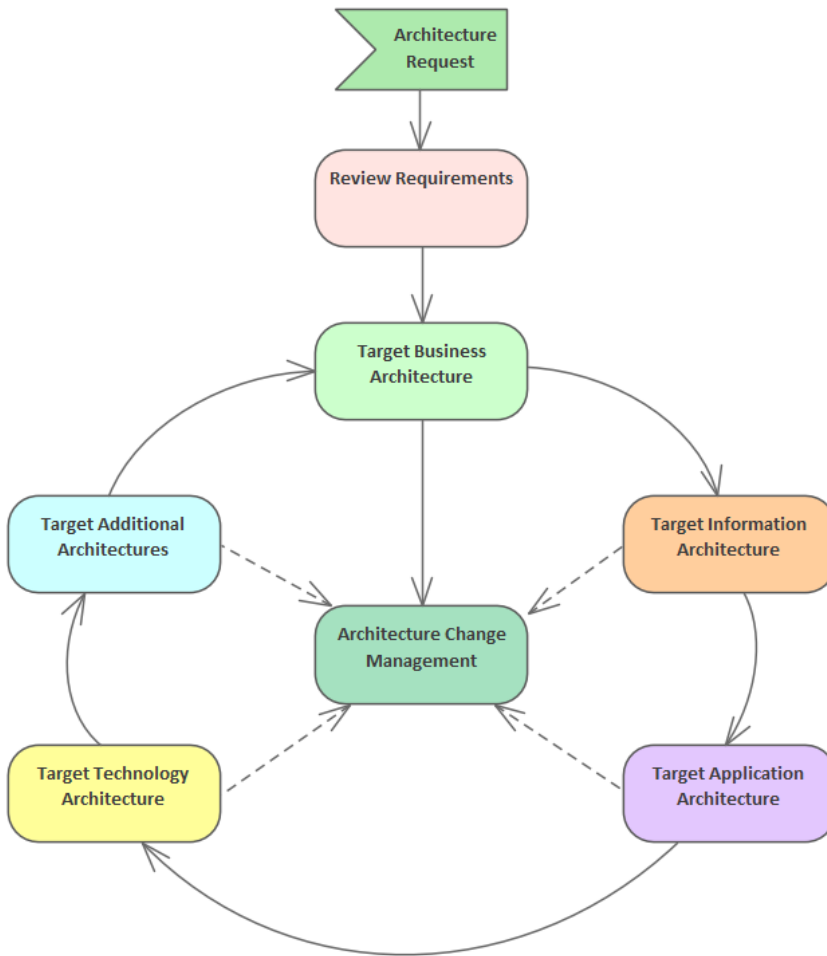 Architecture
Request
Review Requirements
Target Business
Architecture
Target Additional
Architectures
Target Information
Architecture
Architecture Change
Management
Target Technology
Architecture
Target Application
Architecture